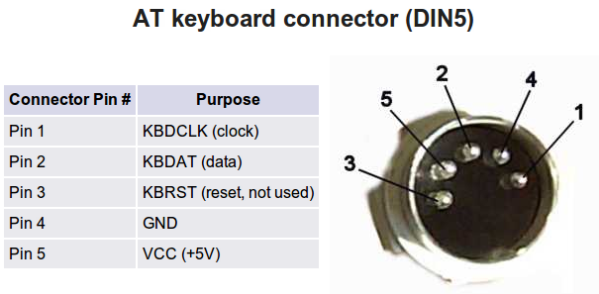 AT keyboard connector (DIN5)
Connector Pin # Purpose
Pin 1 KBDCLK (clock)
Pin 2 KBDAT (data)
Pin 3 KBRST (reset, not used)
Pin 4 GND
Pin 5 VCC (+5V)
2
4
5
1
3